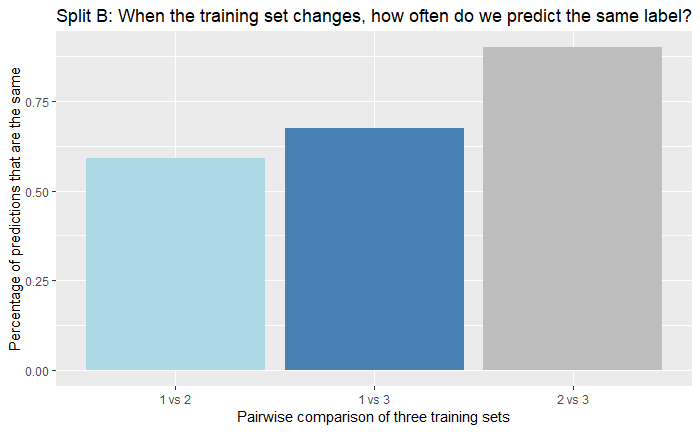 Split B: When the training set changes, how often do we predict the same label?
Percentage of predictions that are the same
0.75
0.50
0.25
0.00
1 vs 2
1 vs 3
2 vs 3
Pairwise comparison of three training sets